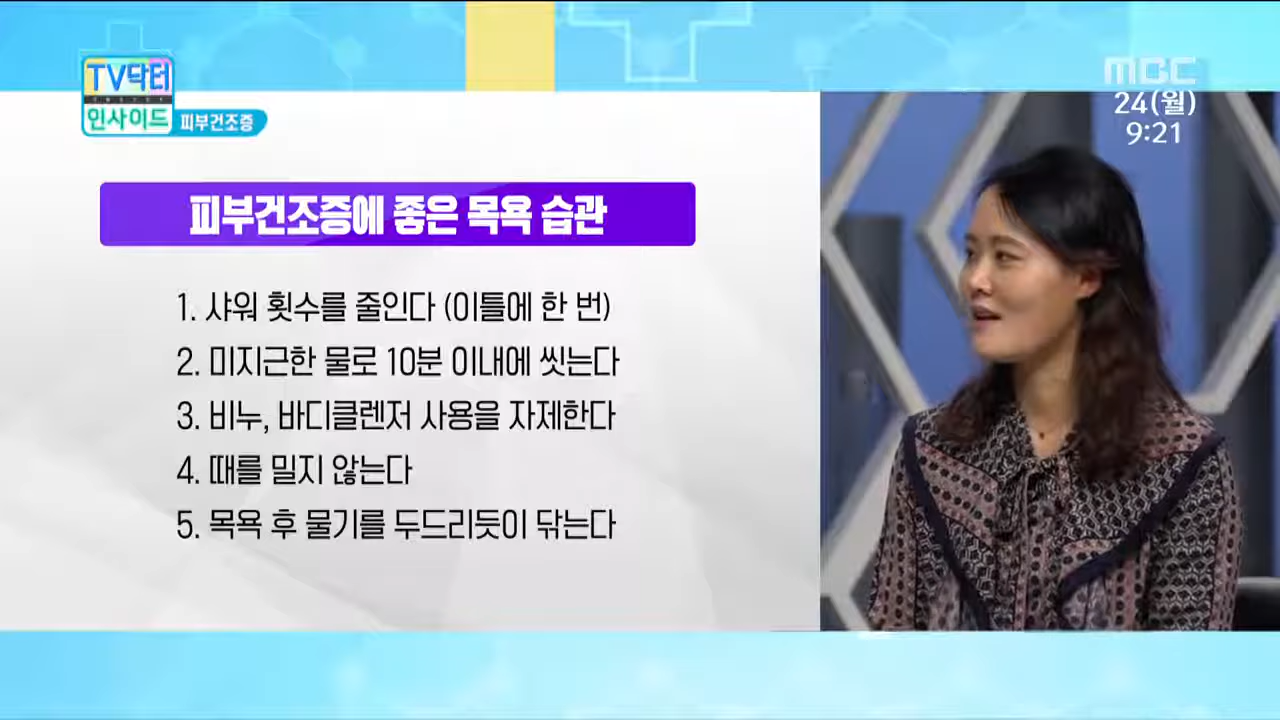 TV닥터
인사이드
피부건조증
MBC
24(월)
9:21
피부건조증에 좋은 목욕 습관
1. 샤워 횟수를 줄인다 (이틀에 한 번)
2. 미지근한 물로 10분 이내에 씻는다
3. 비누, 바디클렌저 사용을 자제한다
4. 때를 밀지 않는다
5. 목욕 후 물기를 두드리듯이 닦는다